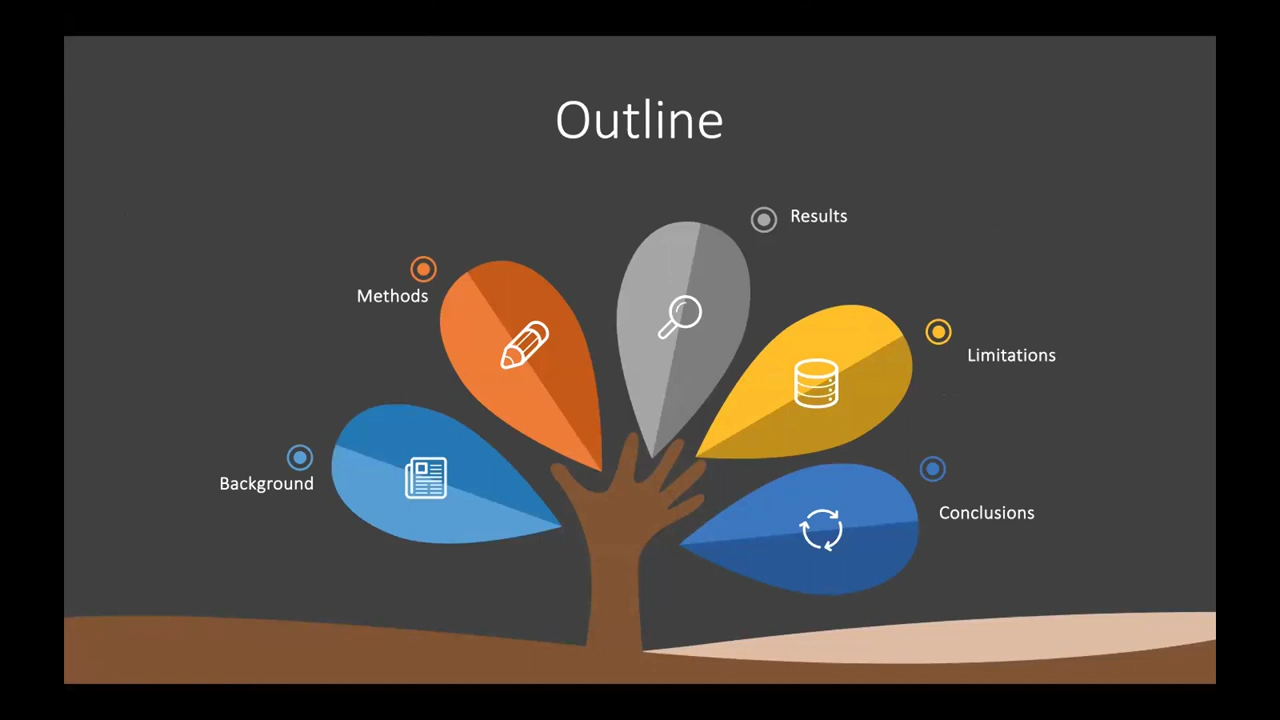 Outline
Background
Methods
Results
Limitations
Conclusions